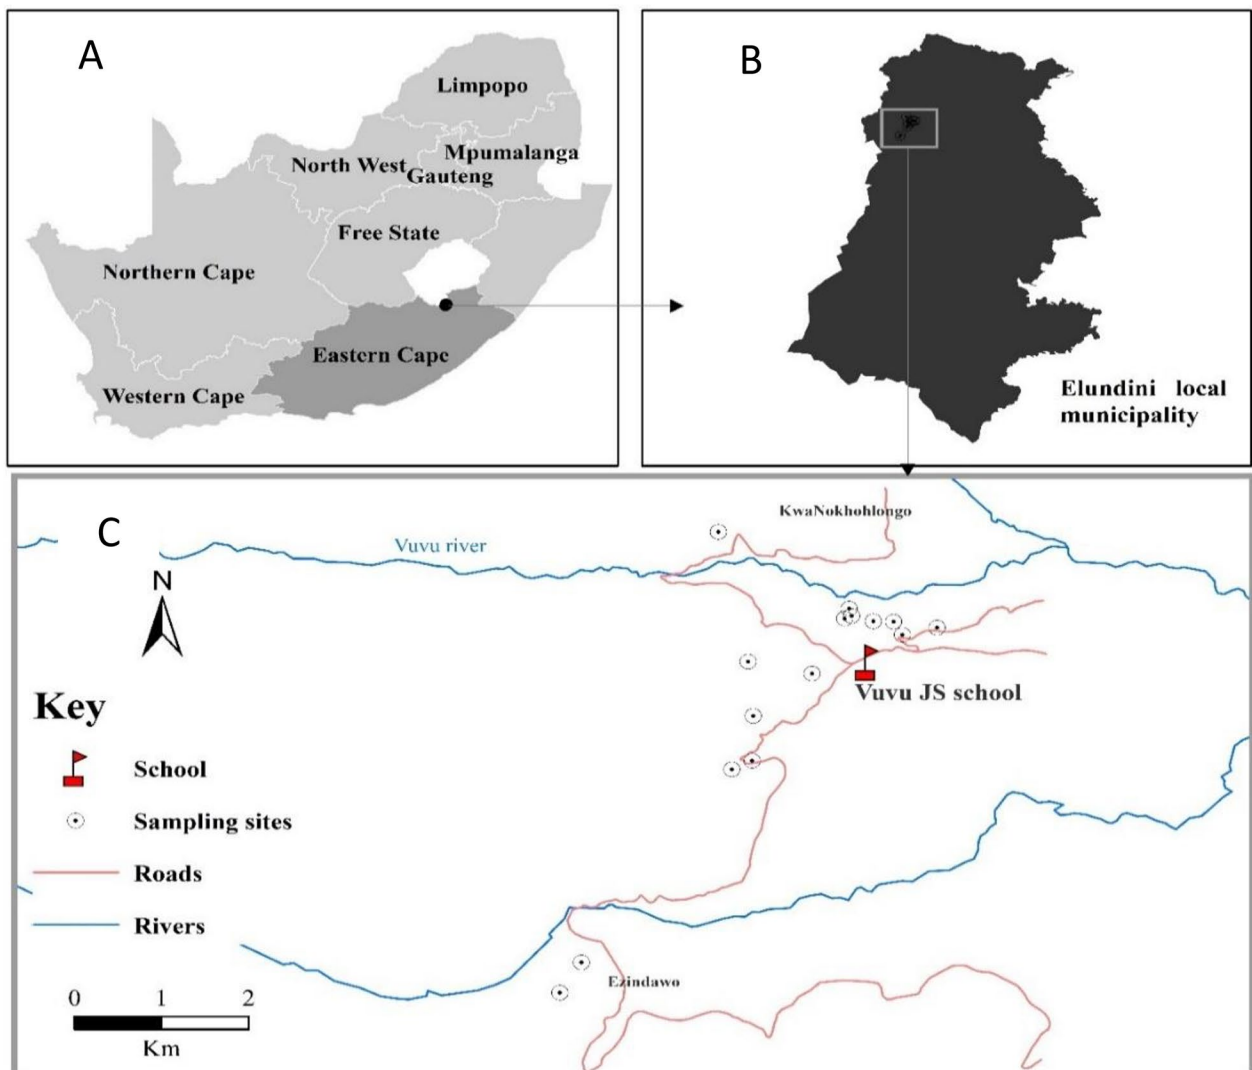 A
Limpopo
North West
Mpumalanga
Gauteng
Free State
Northern Cape
Eastern Cape
Western Cape
B
Elundini local
municipality
C
KwaNokhohlongo
Vuvu river
N
Vuvu JS school
Key
School
Sampling sites
Roads
Rivers
Ezindawo
0 1 2
Km